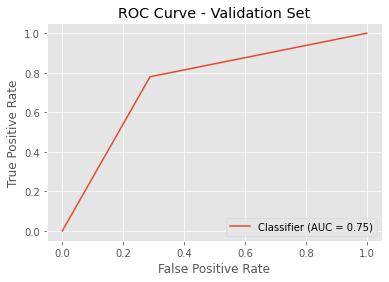 ROC Curve - Validation Set
1.0
0.8
0.6
0.4
0.2
0.0
True Positive Rate
Classifier (AUC = 0.75)
0.0 0.2 0.4 0.6 0.8 1.0
False Positive Rate